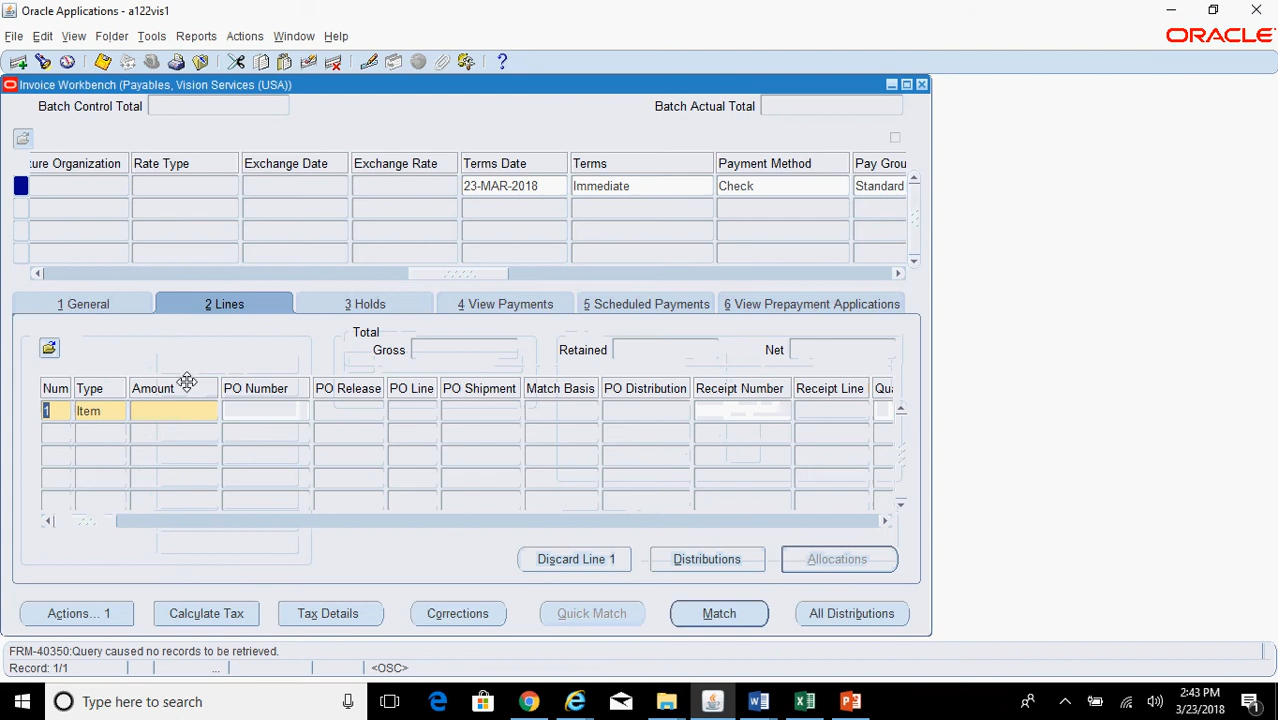 Oracle Applications - a122vis1
File Edit View Folder Tools Reports Actions Window Help
ORACLE
Invoice Workbench (Payables, Vision Services (USA))
Batch Control Total Batch Actual Total
ture Organization Rate Type Exchange Date Exchange Rate Terms Date Terms Payment Method Pay Grou
23-MAR-2018 Immediate Check Standard
1 General 2 Lines 3 Holds 4 View Payments 5 Scheduled Payments 6 View Prepayment Applications
Total
Gross Retained Net
Num Type Amount PO Number PO Release PO Line PO Shipment Match Basis PO Distribution Receipt Number Receipt Line Qua
1 Item
Discard Line 1 Distributions Allocations
Actions... 1 Calculate Tax Tax Details Corrections Quick Match Match All Distributions
FRM-40350:Query caused no records to be retrieved.
Record: 1/1 ... <OSC>
Type here to search
2:43 PM
3/23/2018
1